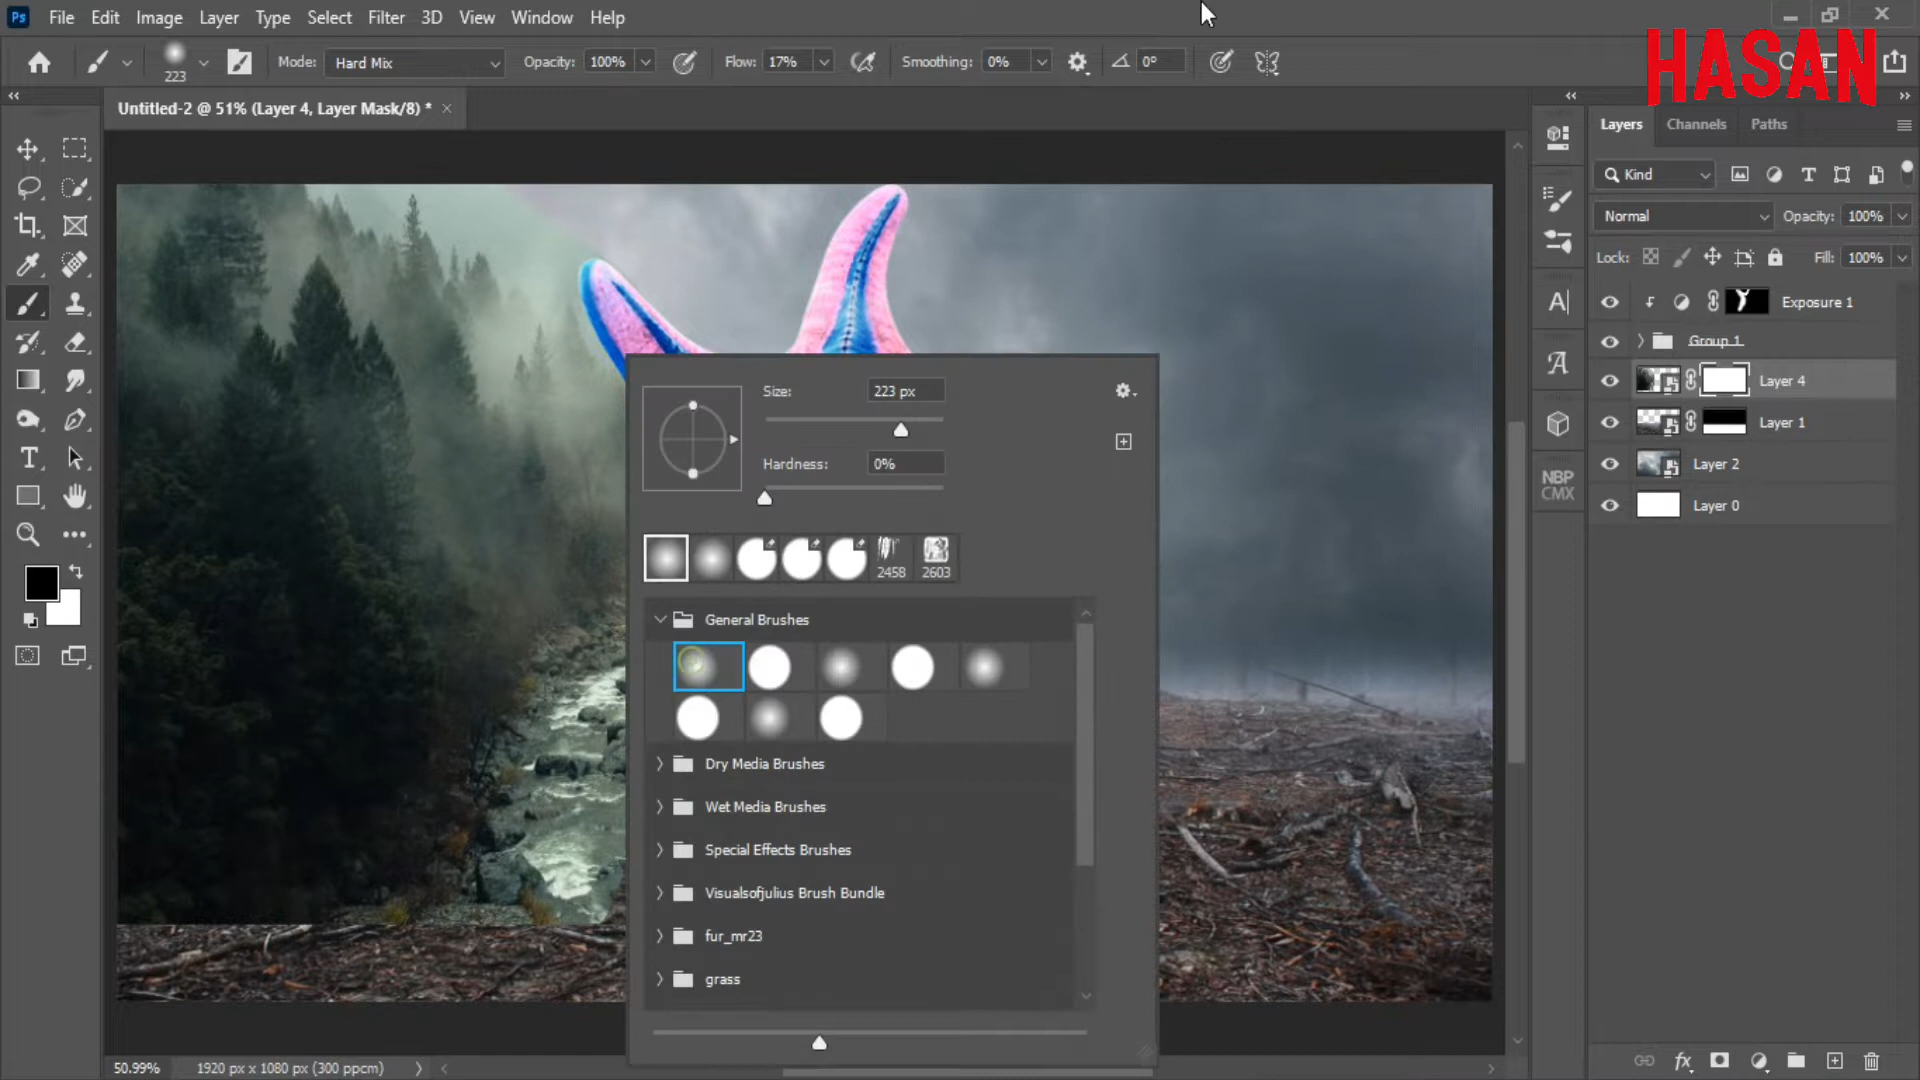 Ps File Edit Image Layer Type Select Filter 3D View Window Help
223 Mode: Hard Mix Opacity: 100% Flow: 17% Smoothing: 0% 0°
HASAN
Untitled-2 @ 51% (Layer 4, Layer Mask/8) *
Layers Channels Paths
Kind
Normal Opacity: 100%
Lock: Fill: 100%
Exposure 1
Group 1
Layer 4
Layer 1
Layer 2
Layer 0
NBP
CMX
Size: 223 px
Hardness: 0%
2458 2603
General Brushes
Dry Media Brushes
Wet Media Brushes
Special Effects Brushes
Visualsofjulius Brush Bundle
fur_mr23
grass
50.99% 1920 px x 1080 px (300 ppcm)